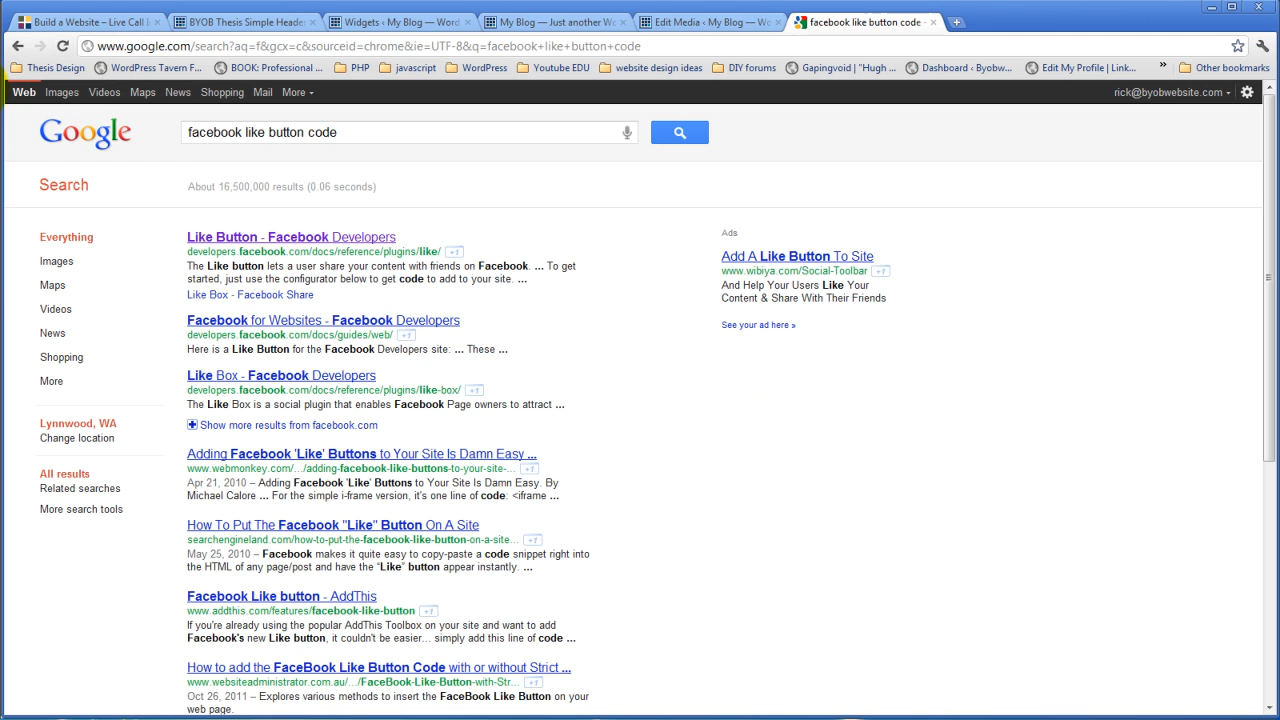 Build a Website – Live Call
BYOB Thesis Simple Header
Widgets ‹ My Blog — Word
My Blog — Just another Wo
Edit Media ‹ My Blog — Wo
facebook like button code -
www.google.com/search?aq=f&gcx=c&sourceid=chrome&ie=UTF-8&q=facebook+like+button+code
Thesis Design
WordPress Tavern F...
BOOK: Professional ...
PHP
javascript
WordPress
Youtube EDU
website design ideas
DIY forums
Gapingvoid | "Hugh ...
Dashboard ‹ Byobw...
Edit My Profile | Link...
»
Other bookmarks
Web Images Videos Maps News Shopping Mail More
rick@byobwebsite.com
Google
facebook like button code
Search
About 16,500,000 results (0.06 seconds)
Everything
Images
Maps
Videos
News
Shopping
More
Lynnwood, WA
Change location
All results
Related searches
More search tools
Like Button - Facebook Developers
developers.facebook.com/docs/reference/plugins/like/ +1
The Like button lets a user share your content with friends on Facebook. ... To get
started, just use the configurator below to get code to add to your site. ...
Like Box - Facebook Share
Facebook for Websites - Facebook Developers
developers.facebook.com/docs/guides/web/ +1
Here is a Like Button for the Facebook Developers site: ... These ...
Like Box - Facebook Developers
developers.facebook.com/docs/reference/plugins/like-box/ +1
The Like Box is a social plugin that enables Facebook Page owners to attract ...
Show more results from facebook.com
Adding Facebook 'Like' Buttons to Your Site Is Damn Easy ...
www.webmonkey.com/.../adding-facebook-like-buttons-to-your-site-... +1
Apr 21, 2010 – Adding Facebook 'Like' Buttons to Your Site Is Damn Easy. By
Michael Calore ... For the simple i-frame version, it's one line of code: <iframe ...
How To Put The Facebook "Like" Button On A Site
searchengineland.com/how-to-put-the-facebook-like-button-on-a-site... +1
May 25, 2010 – Facebook makes it quite easy to copy-paste a code snippet right into
the HTML of any page/post and have the “Like” button appear instantly. ...
Facebook Like button - AddThis
www.addthis.com/features/facebook-like-button +1
If you're already using the popular AddThis Toolbox on your site and want to add
Facebook's new Like button, it couldn't be easier... simply add this line of code ...
How to add the FaceBook Like Button Code with or without Strict ...
www.websiteadministrator.com.au/.../FaceBook-Like-Button-with-Str... +1
Oct 26, 2011 – Explores various methods to insert the FaceBook Like Button on your
web page.
Ads
Add A Like Button To Site
www.wibiya.com/Social-Toolbar +1
And Help Your Users Like Your
Content & Share With Their Friends
See your ad here »